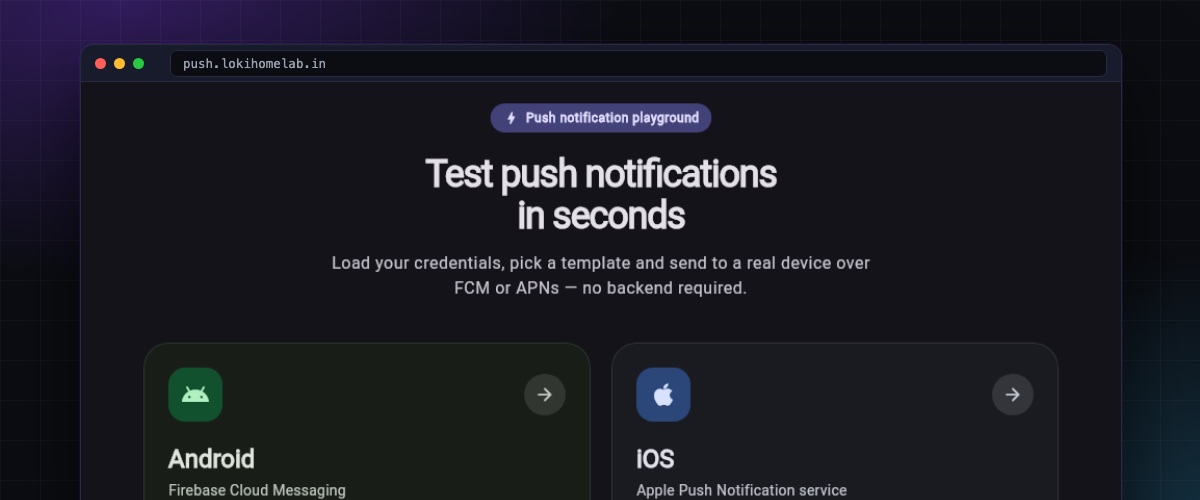 push.lokihomelab.in
Push notification playground
Test push notifications
in seconds
Load your credentials, pick a template and send to a real device over
FCM or APNs — no backend required.
Android
Firebase Cloud Messaging
iOS
Apple Push Notification service